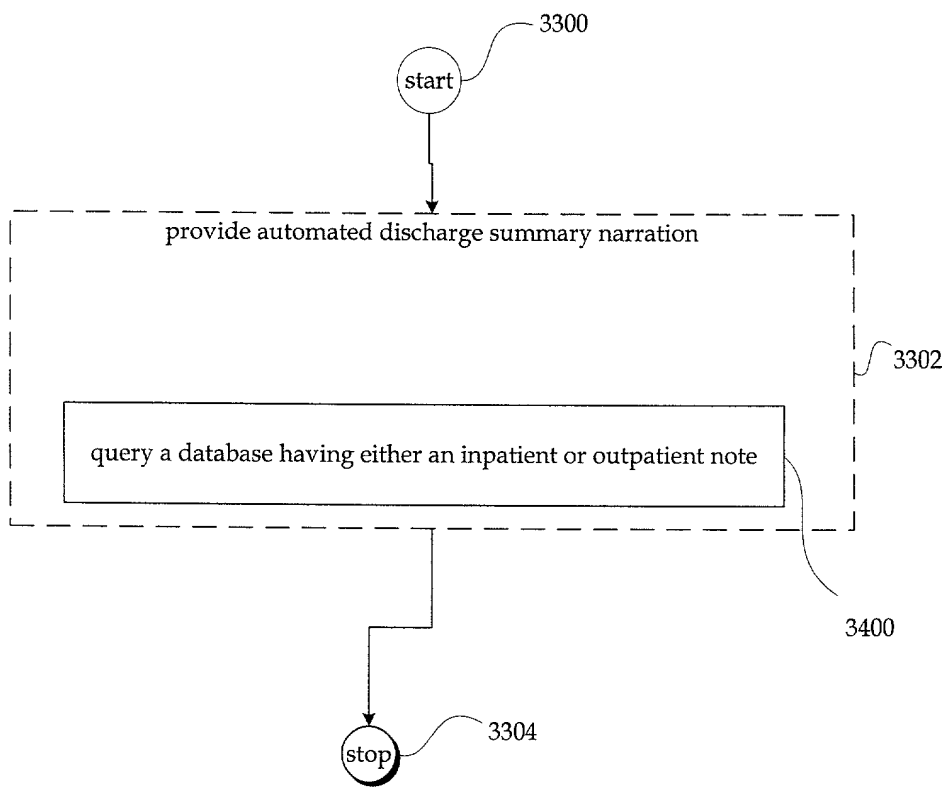 3300
start
provide automated discharge summary narration
3302
query a database having either an inpatient or outpatient note
3400
3304
stop